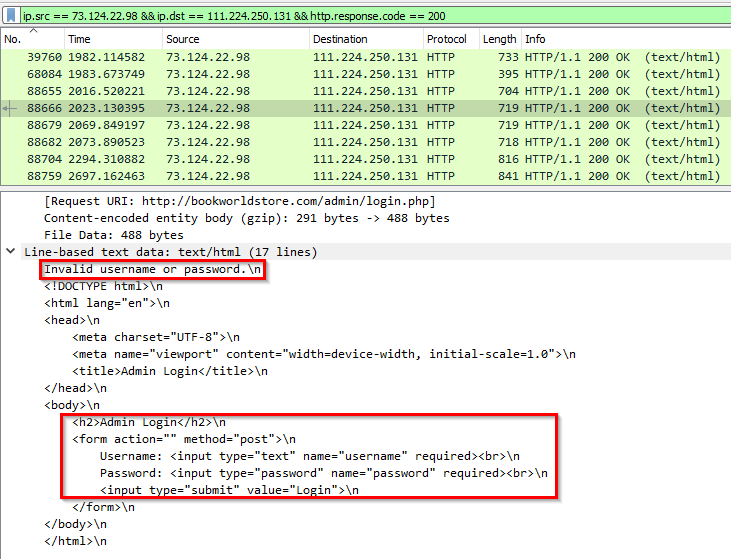 ip.src == 73.124.22.98 && ip.dst == 111.224.250.131 && http.response.code == 200
No. Time Source Destination Protocol Length Info
39760 1982.114582 73.124.22.98 111.224.250.131 HTTP 733 HTTP/1.1 200 OK (text/html)
68084 1983.673749 73.124.22.98 111.224.250.131 HTTP 395 HTTP/1.1 200 OK (text/html)
88655 2016.520221 73.124.22.98 111.224.250.131 HTTP 704 HTTP/1.1 200 OK (text/html)
88666 2023.130395 73.124.22.98 111.224.250.131 HTTP 719 HTTP/1.1 200 OK (text/html)
88679 2069.849197 73.124.22.98 111.224.250.131 HTTP 719 HTTP/1.1 200 OK (text/html)
88682 2073.890523 73.124.22.98 111.224.250.131 HTTP 718 HTTP/1.1 200 OK (text/html)
88704 2294.310882 73.124.22.98 111.224.250.131 HTTP 816 HTTP/1.1 200 OK (text/html)
88759 2697.162463 73.124.22.98 111.224.250.131 HTTP 841 HTTP/1.1 200 OK (text/html)
[Request URI: http://bookworldstore.com/admin/login.php]
Content-encoded entity body (gzip): 291 bytes -> 488 bytes
File Data: 488 bytes
Line-based text data: text/html (17 lines)
Invalid username or password.\n
<!DOCTYPE html>\n
<html lang="en">\n
<head>\n
<meta charset="UTF-8">\n
<meta name="viewport" content="width=device-width, initial-scale=1.0">\n
<title>Admin Login</title>\n
</head>\n
<body>\n
<h2>Admin Login</h2>\n
<form action="" method="post">\n
Username: <input type="text" name="username" required><br>\n
Password: <input type="password" name="password" required><br>\n
<input type="submit" value="Login">\n
</form>\n
</body>\n
</html>\n